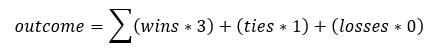 outcome = ∑(wins * 3) + (ties * 1) + (losses * 0)